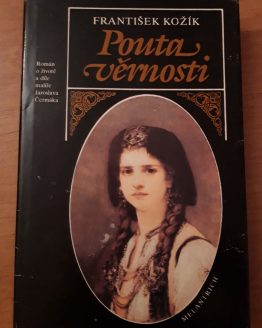 FRANTIŠEK KOŽÍK
Pouta
věrnosti
Román
o životě
a díle
malíře
Jaroslava
Čermáka
MELANTRICH